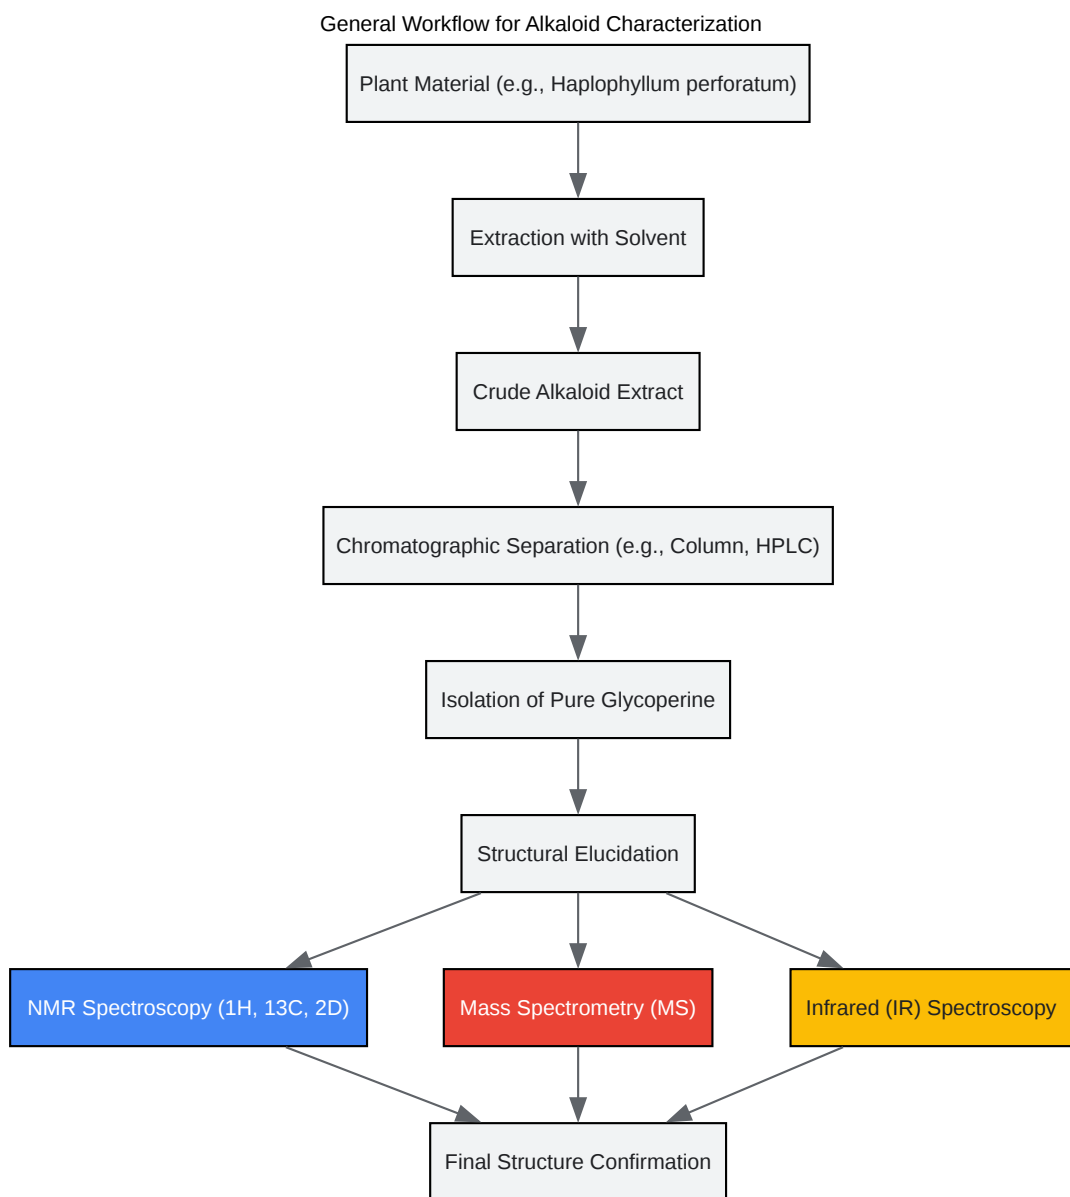 General Workflow for Alkaloid Characterization
Plant Material (e.g., Haplophyllum perforatum)
Extraction with Solvent
Crude Alkaloid Extract
Chromatographic Separation (e.g., Column, HPLC)
Isolation of Pure Glycoperine
Structural Elucidation
NMR Spectroscopy (1H, 13C, 2D)
Mass Spectrometry (MS)
Infrared (IR) Spectroscopy
Final Structure Confirmation